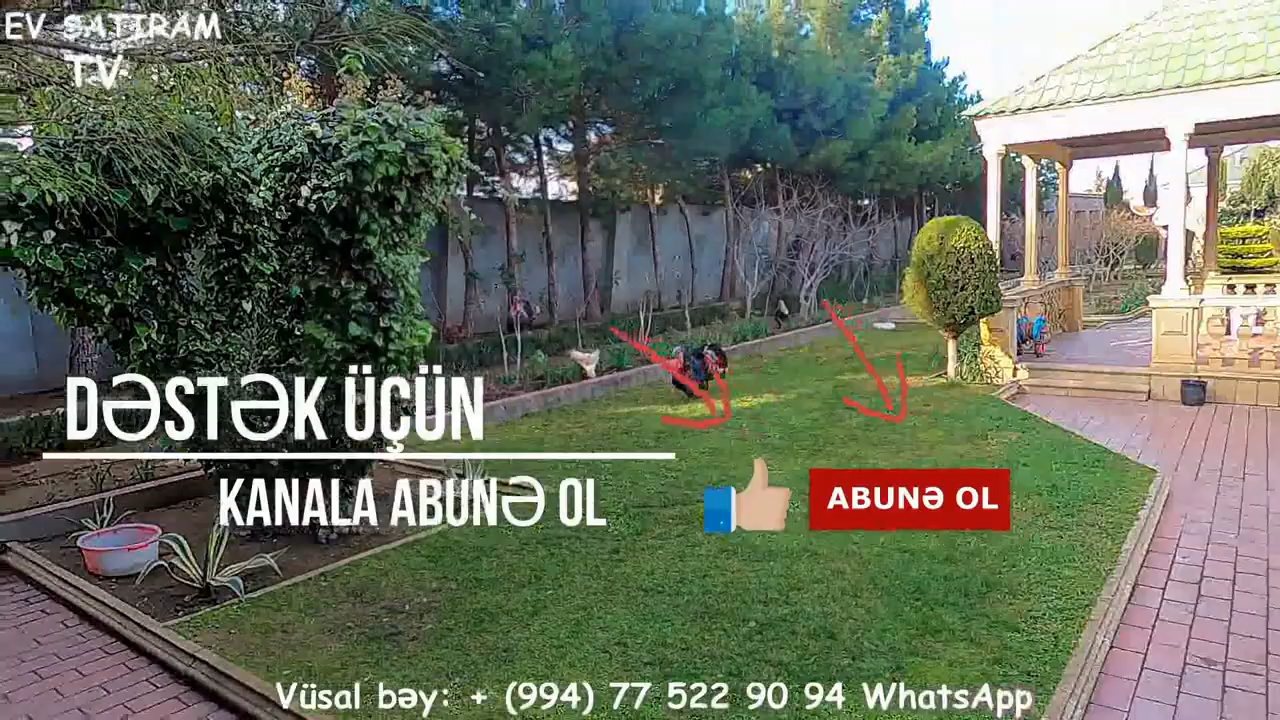 EV SATIRAM
TV
DƏSTƏK ÜÇÜN
KANALA ABUNƏ OL
ABUNƏ OL
Vüsal bəy: + (994) 77 522 90 94 WhatsApp